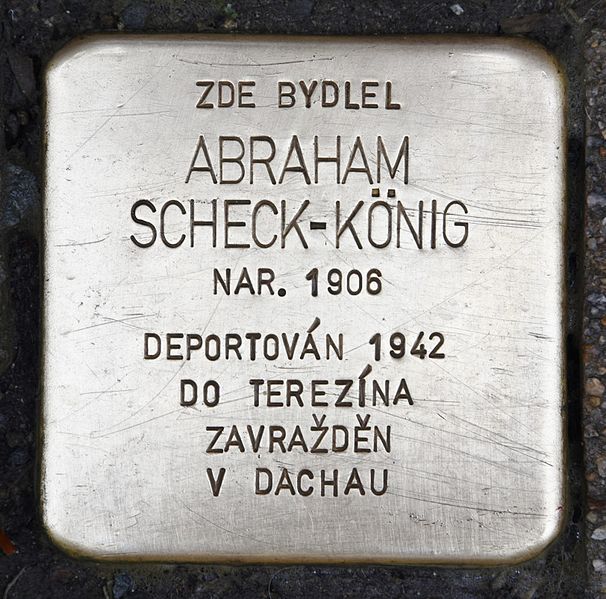 ZDE BYDLEL
ABRAHAM
SCHECK-KÖNIG
NAR. 1906
DEPORTOVÁN 1942
DO TEREZÍNA
ZAVRAŽDĚN
V DACHAU